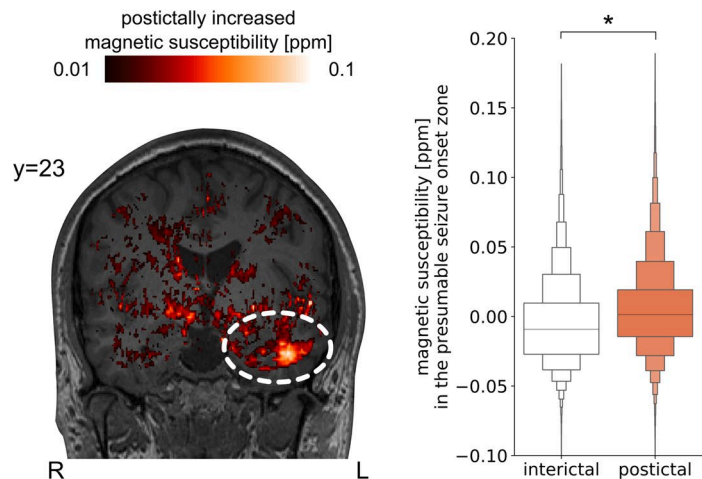 postictally increased
magnetic susceptibility [ppm]
0.01 0.1
y=23
R L
*
magnetic susceptibility [ppm]
in the presumable seizure onset zone
0.20
0.15
0.10
0.05
0.00
−0.05
−0.10
interictal postictal